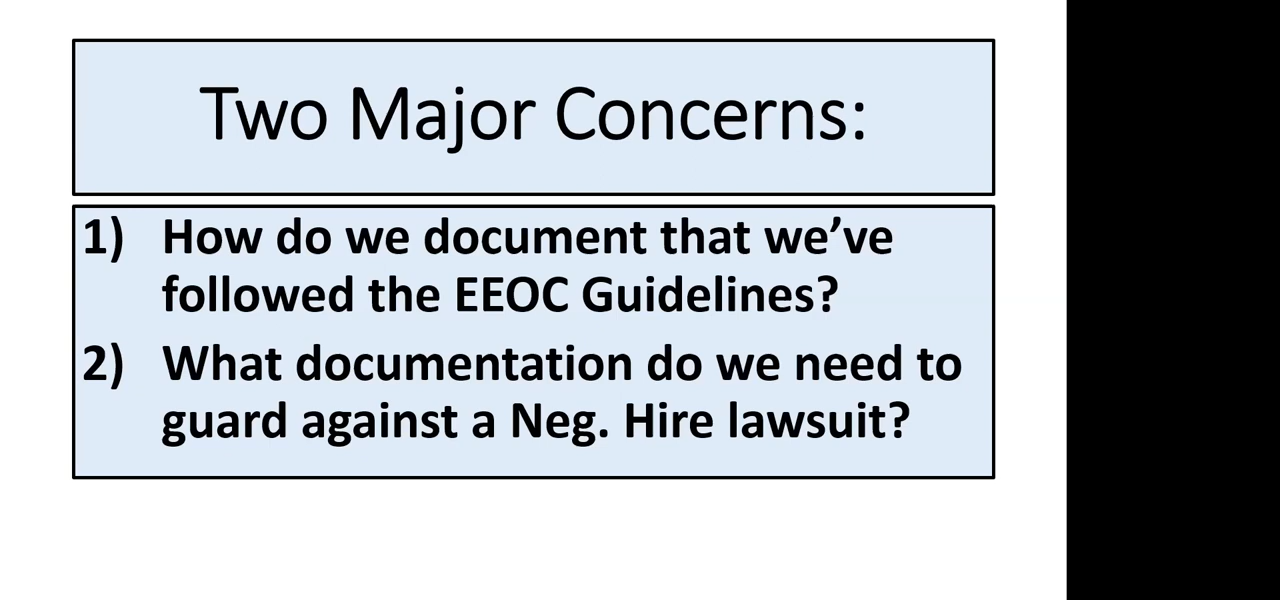 Two Major Concerns:
1) How do we document that we’ve
followed the EEOC Guidelines?
2) What documentation do we need to
guard against a Neg. Hire lawsuit?